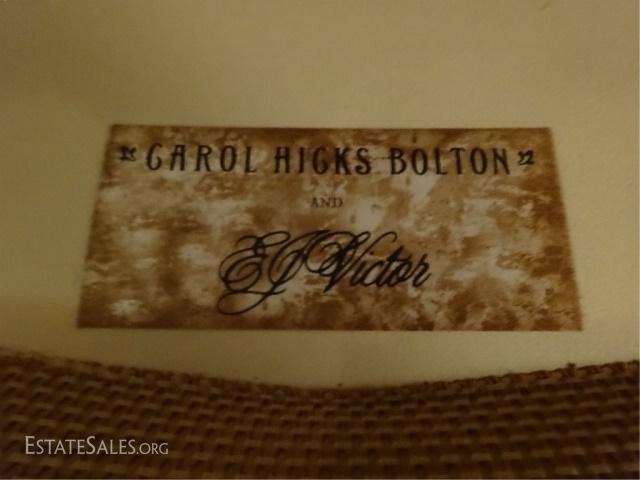 CAROL HICKS BOLTON
AND
EJ Victor
ESTATESALES.ORG